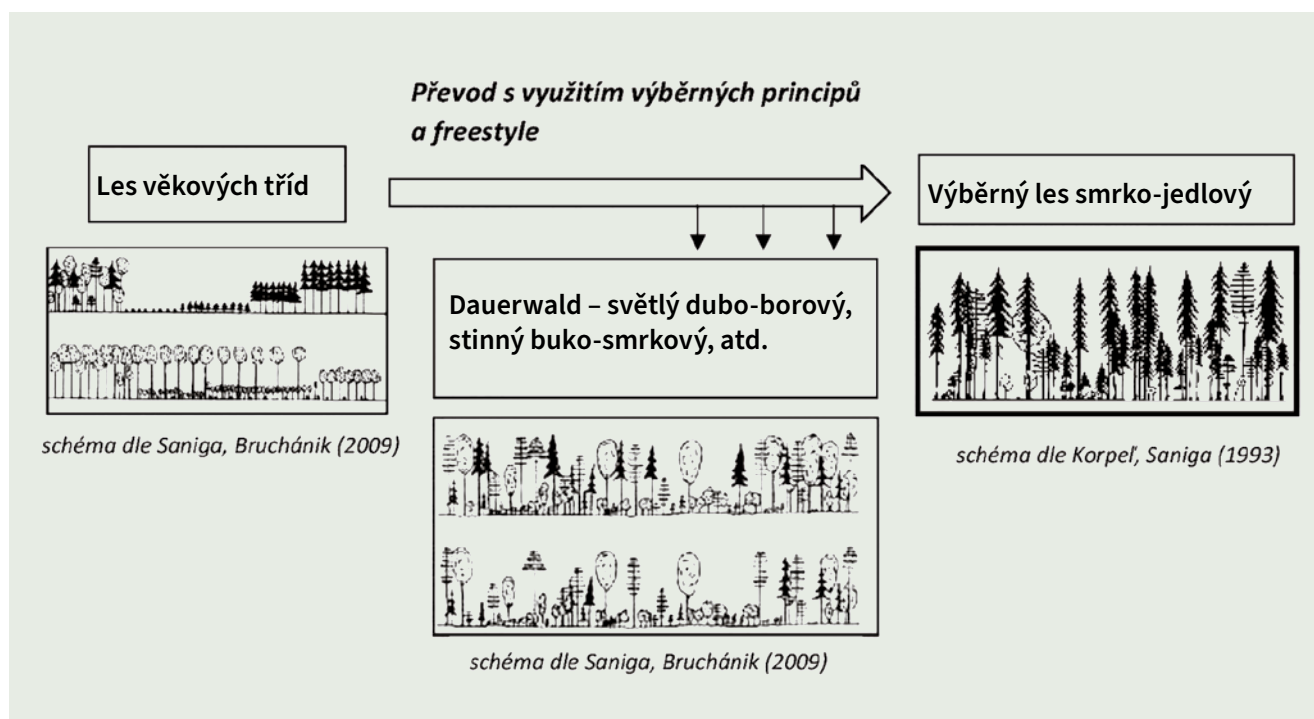 Převod s využitím výběrných principů
a freestyle
Les věkových tříd
Výběrný les smrko-jedlový
Dauerwald – světlý dubo-borový,
stinný buko-smrkový, atd.
schéma dle Saniga, Bruchánik (2009)
schéma dle Korpeľ, Saniga (1993)
schéma dle Saniga, Bruchánik (2009)